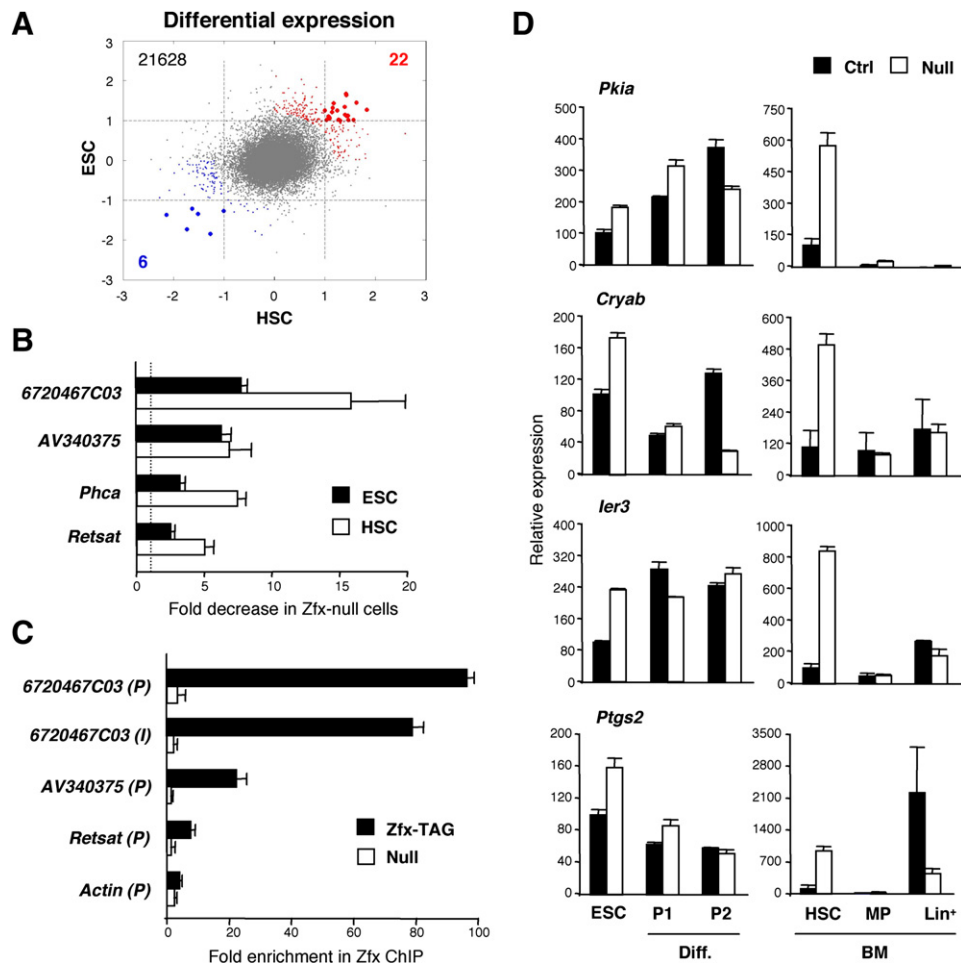 A
Differential expression
21628
22
3
2
1
0
-1
-2
-3
ESC
6
-3 -2 -1 0 1 2 3
HSC
B
6720467C03
AV340375
Phca
Retsat
ESC
HSC
0 5 10 15 20
Fold decrease in Zfx-null cells
C
6720467C03 (P)
6720467C03 (I)
AV340375 (P)
Retsat (P)
Actin (P)
Zfx-TAG
Null
0 20 40 60 80 100
Fold enrichment in Zfx ChIP
D
Ctrl Null
Relative expression
Pkia
500
400
300
200
100
0
750
600
450
300
150
0
Cryab
200
160
120
80
40
0
600
480
360
240
120
0
Ier3
360
300
240
180
120
60
0
1000
800
600
400
200
0
Ptgs2
200
160
120
80
40
0
3500
2800
2100
1400
700
0
ESC P1 P2
Diff.
HSC MP Lin+
BM